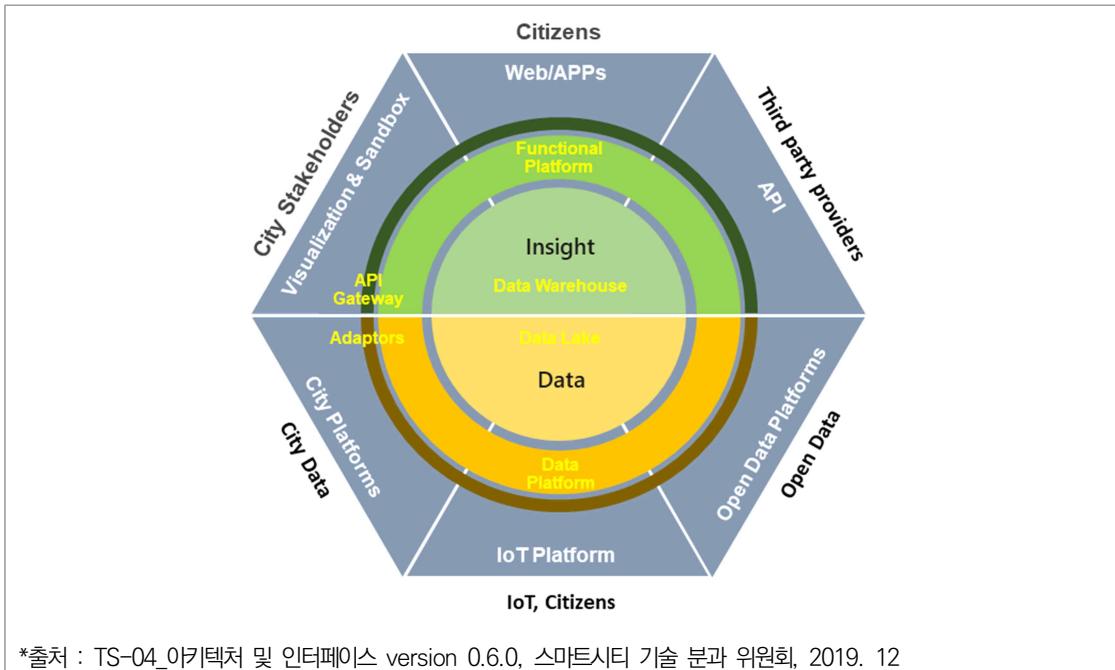 Citizens
Web/APPs
City Stakeholders
Visualization & Sandbox
Third party providers
API
Functional
Platform
Insight
Data Warehouse
API
Gateway
Adaptors
Data Lake
Data
City Platforms
City Data
Open Data Platforms
Open Data
Data
Platform
IoT Platform
IoT, Citizens
*출처 : TS-04_아키텍처 및 인터페이스 version 0.6.0, 스마트시티 기술 분과 위원회, 2019. 12